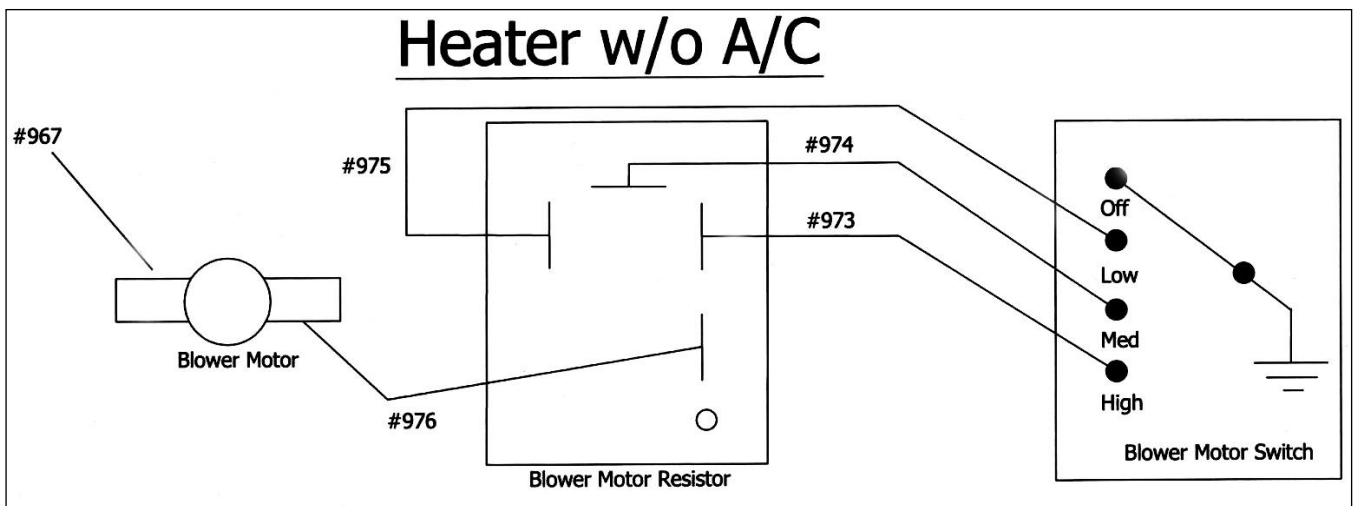 Heater w/o A/C
#967
#975
#974
#973
Off
Low
Med
High
Blower Motor
#976
Blower Motor Resistor
Blower Motor Switch